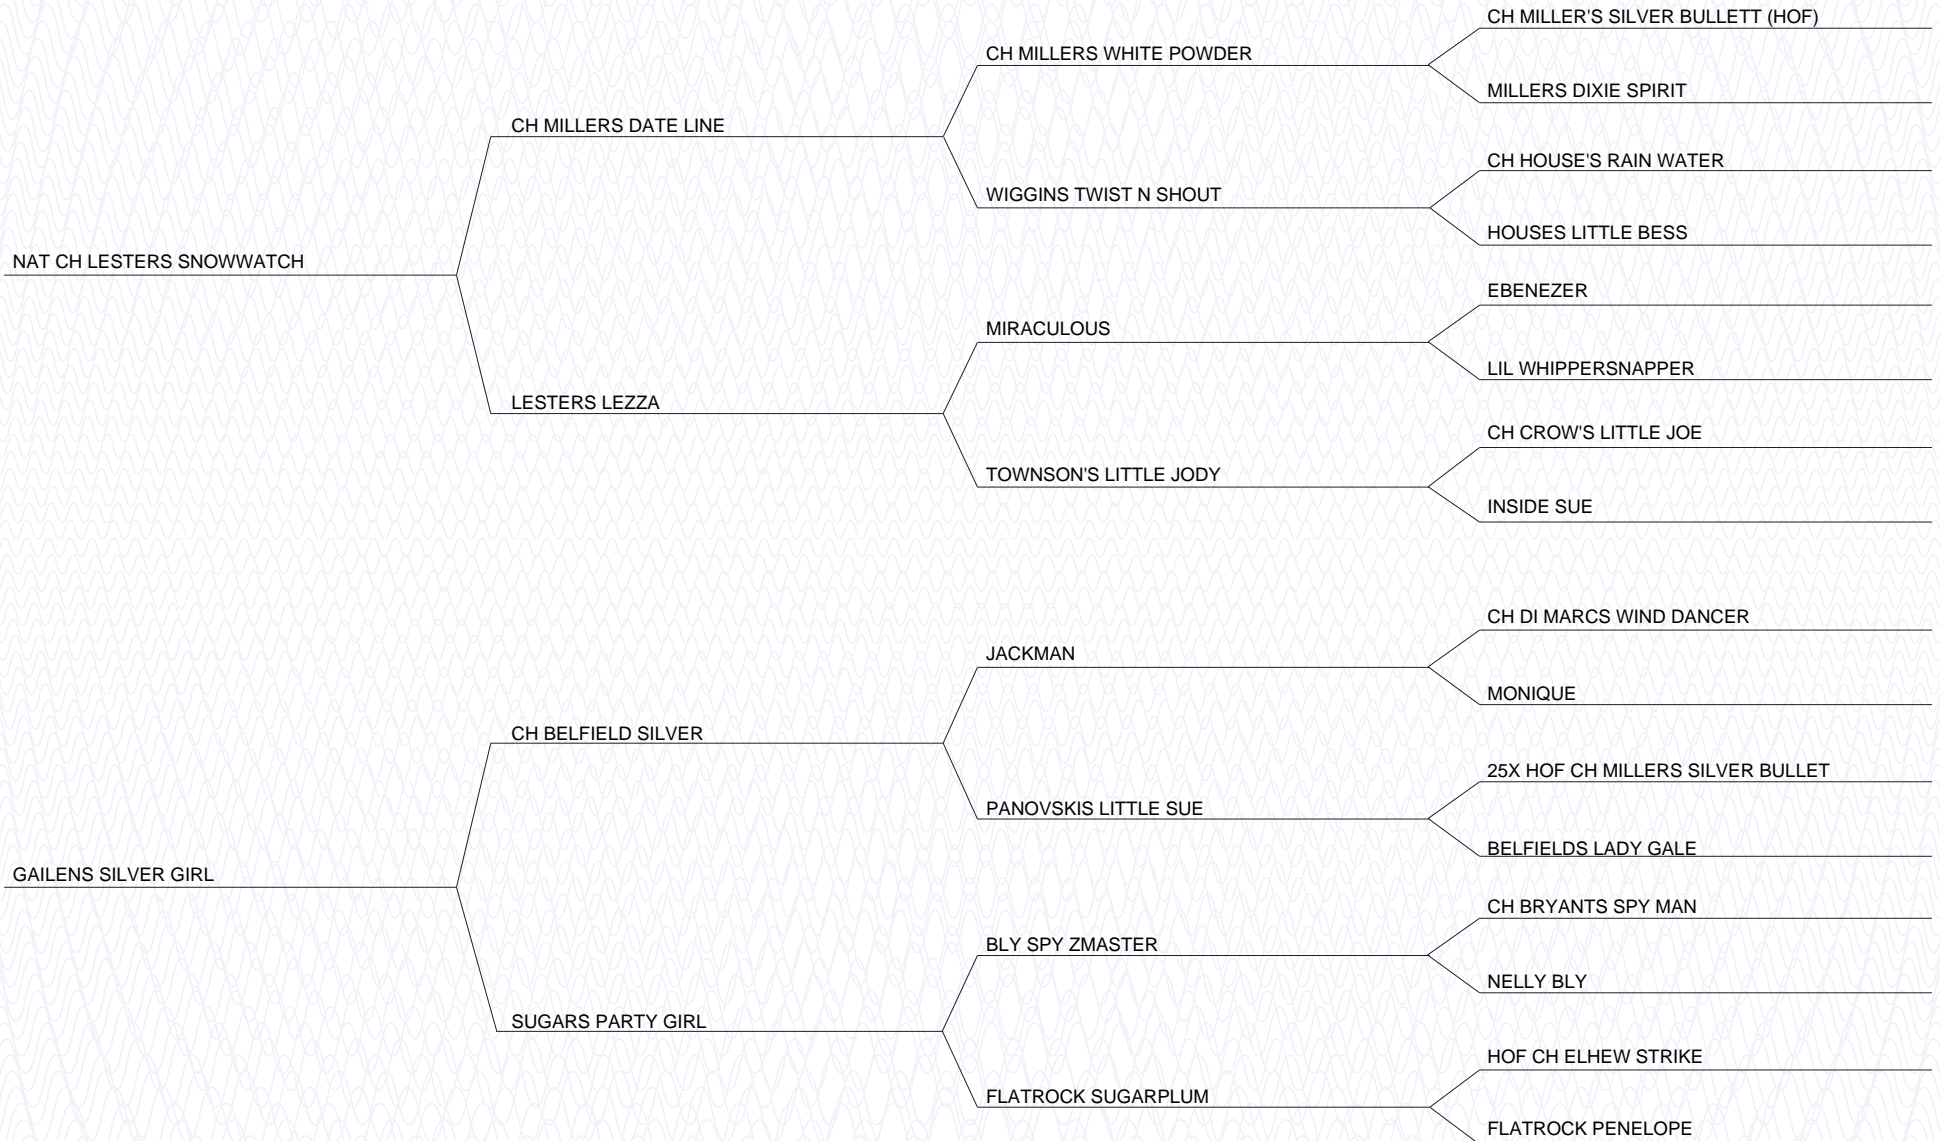 CH MILLER'S SILVER BULLETT (HOF)
CH MILLERS WHITE POWDER
MILLERS DIXIE SPIRIT
CH MILLERS DATE LINE
CH HOUSE'S RAIN WATER
WIGGINS TWIST N SHOUT
HOUSES LITTLE BESS
NAT CH LESTERS SNOWWATCH
EBENEZER
MIRACULOUS
LIL WHIPPERSNAPPER
LESTERS LEZZA
CH CROW'S LITTLE JOE
TOWNSON'S LITTLE JODY
INSIDE SUE
CH DI MARCS WIND DANCER
JACKMAN
MONIQUE
CH BELFIELD SILVER
25X HOF CH MILLERS SILVER BULLET
PANOVSKIS LITTLE SUE
BELFIELDS LADY GALE
GAILENS SILVER GIRL
CH BRYANTS SPY MAN
BLY SPY ZMASTER
NELLY BLY
SUGARS PARTY GIRL
HOF CH ELHEW STRIKE
FLATROCK SUGARPLUM
FLATROCK PENELOPE